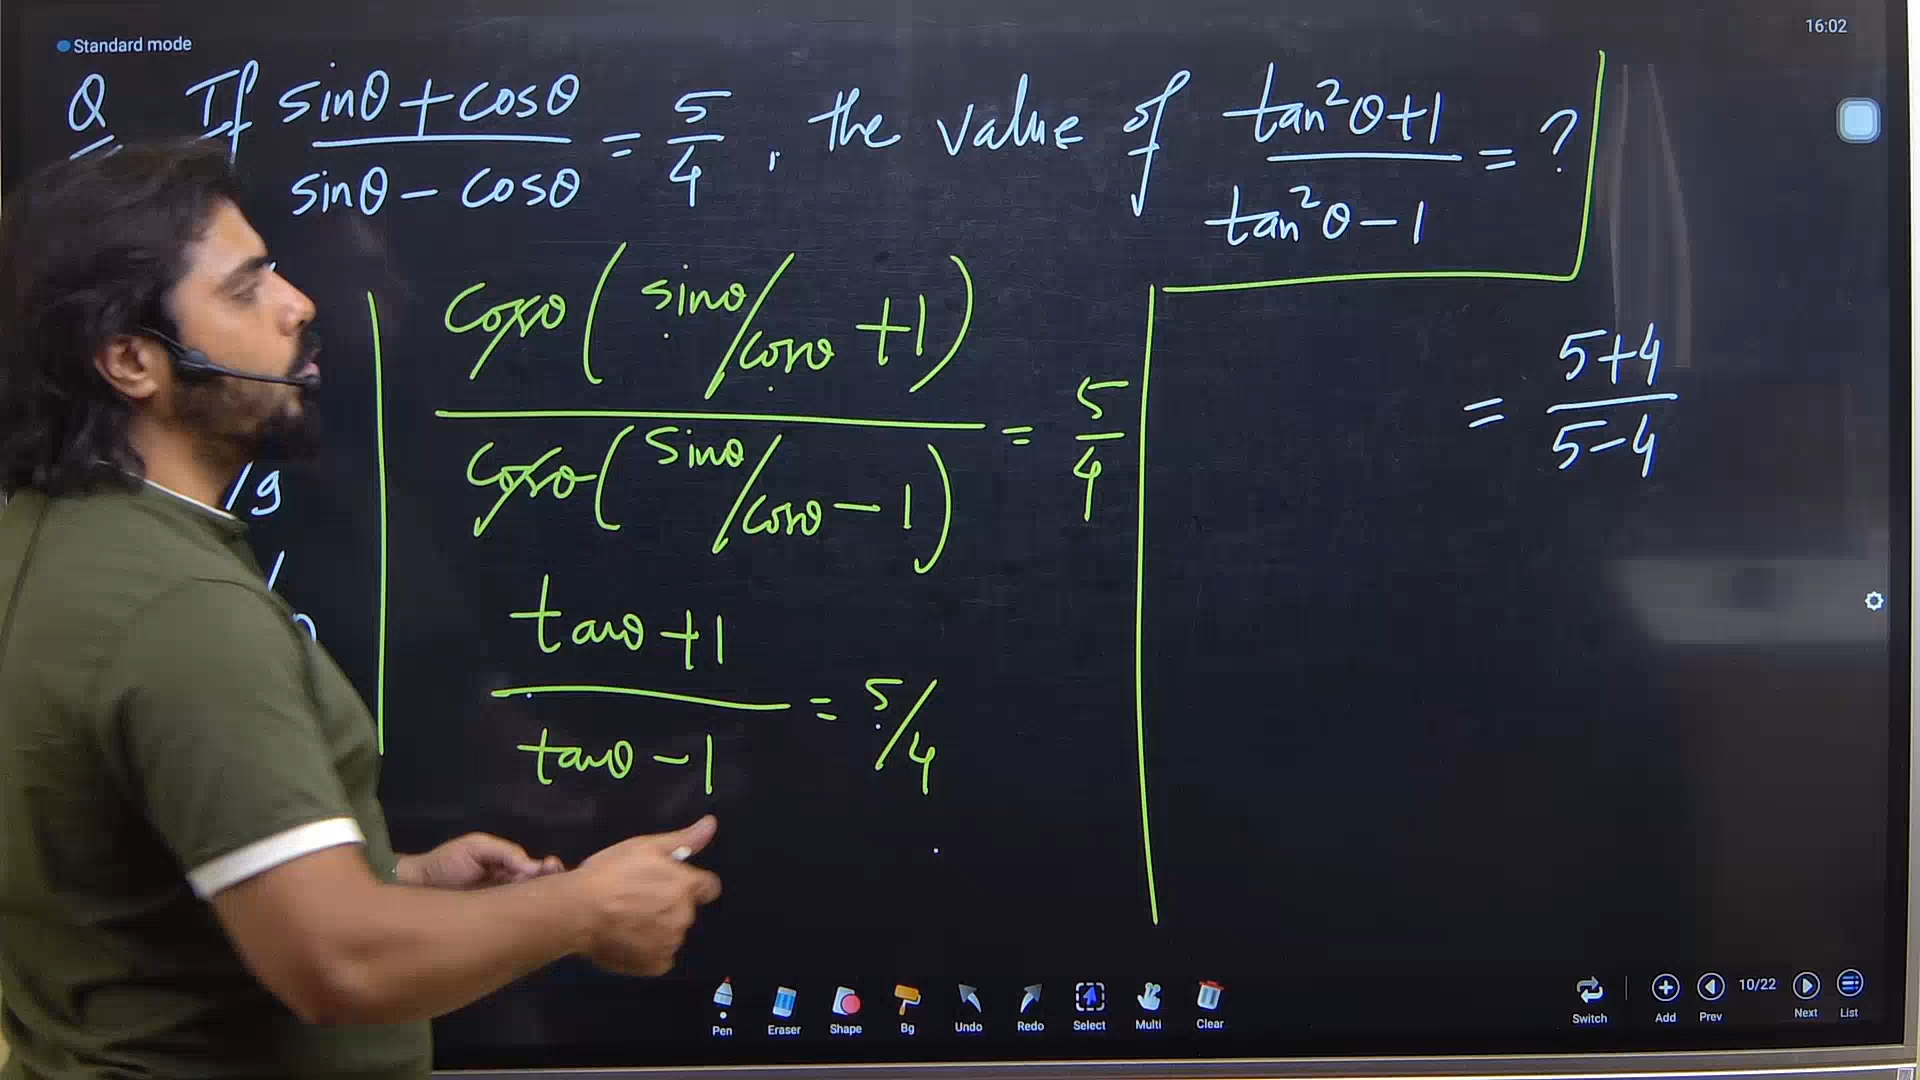 16:02
Standard mode
Q If sinθ+cosθ / sinθ-cosθ = 5/4, the value of tan²θ+1 / tan²θ-1 = ?
cosθ(sinθ/cosθ +1) / cosθ(sinθ/cosθ -1) = 5/4
tanθ+1 / tanθ-1 = 5/4
= 5+4 / 5-4
/9
Pen Eraser Shape Bg Undo Redo Select Multi Clear
Switch Add Prev 10/22 Next List